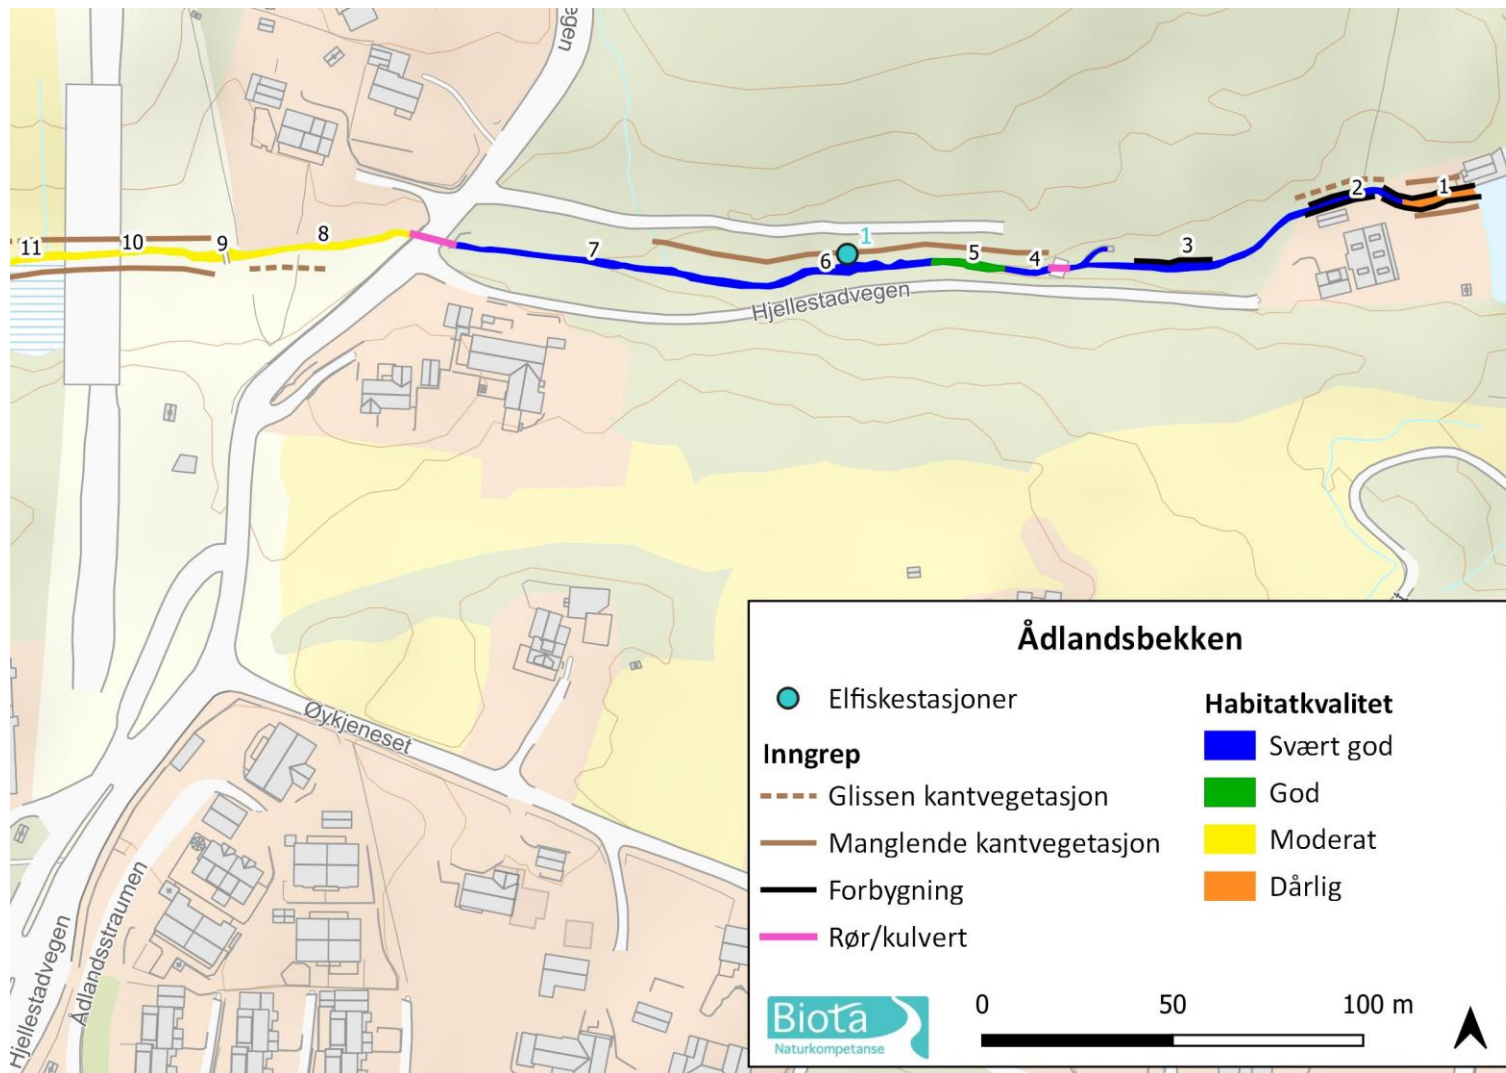 egen
1
2
1
3
4
5
6
7
8
9
10
11
Hjellestadvegen
Øykjeneset
Hjellestadvegen
Ådlandsstraumen
Ådlandsbekken
Elfiskestasjoner
Inngrep
Glissen kantvegetasjon
Manglende kantvegetasjon
Forbygning
Rør/kulvert
Habitatkvalitet
Svært god
God
Moderat
Dårlig
Biota
Naturkompetanse
0 50 100 m